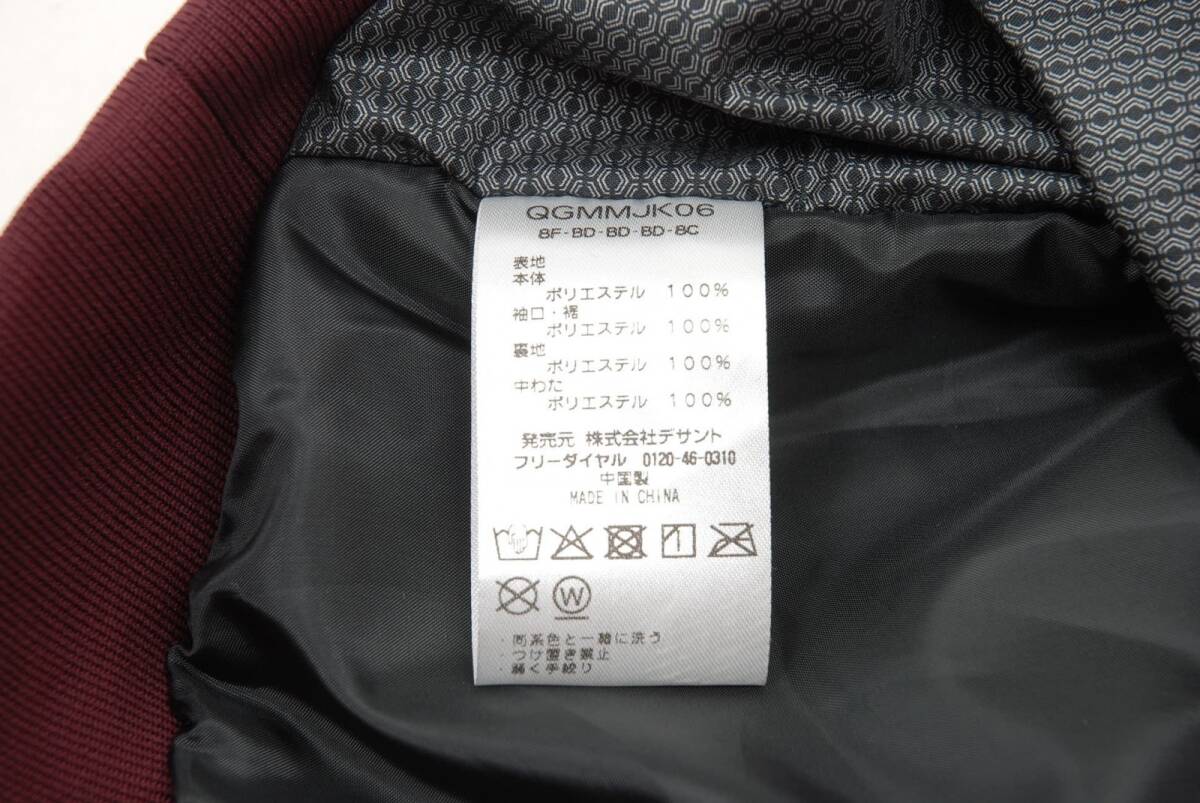 QGMMJK06
8F-BD-BD-BD-8C
表地
本体
ポリエステル 100%
袖口・裾
ポリエステル 100%
裏地
ポリエステル 100%
中わた
ポリエステル 100%
発売元 株式会社デサント
フリーダイヤル 0120-46-0310
中国製
MADE IN CHINA
W
・同系色と一緒に洗う
・つけ置き禁止
・弱く手絞り